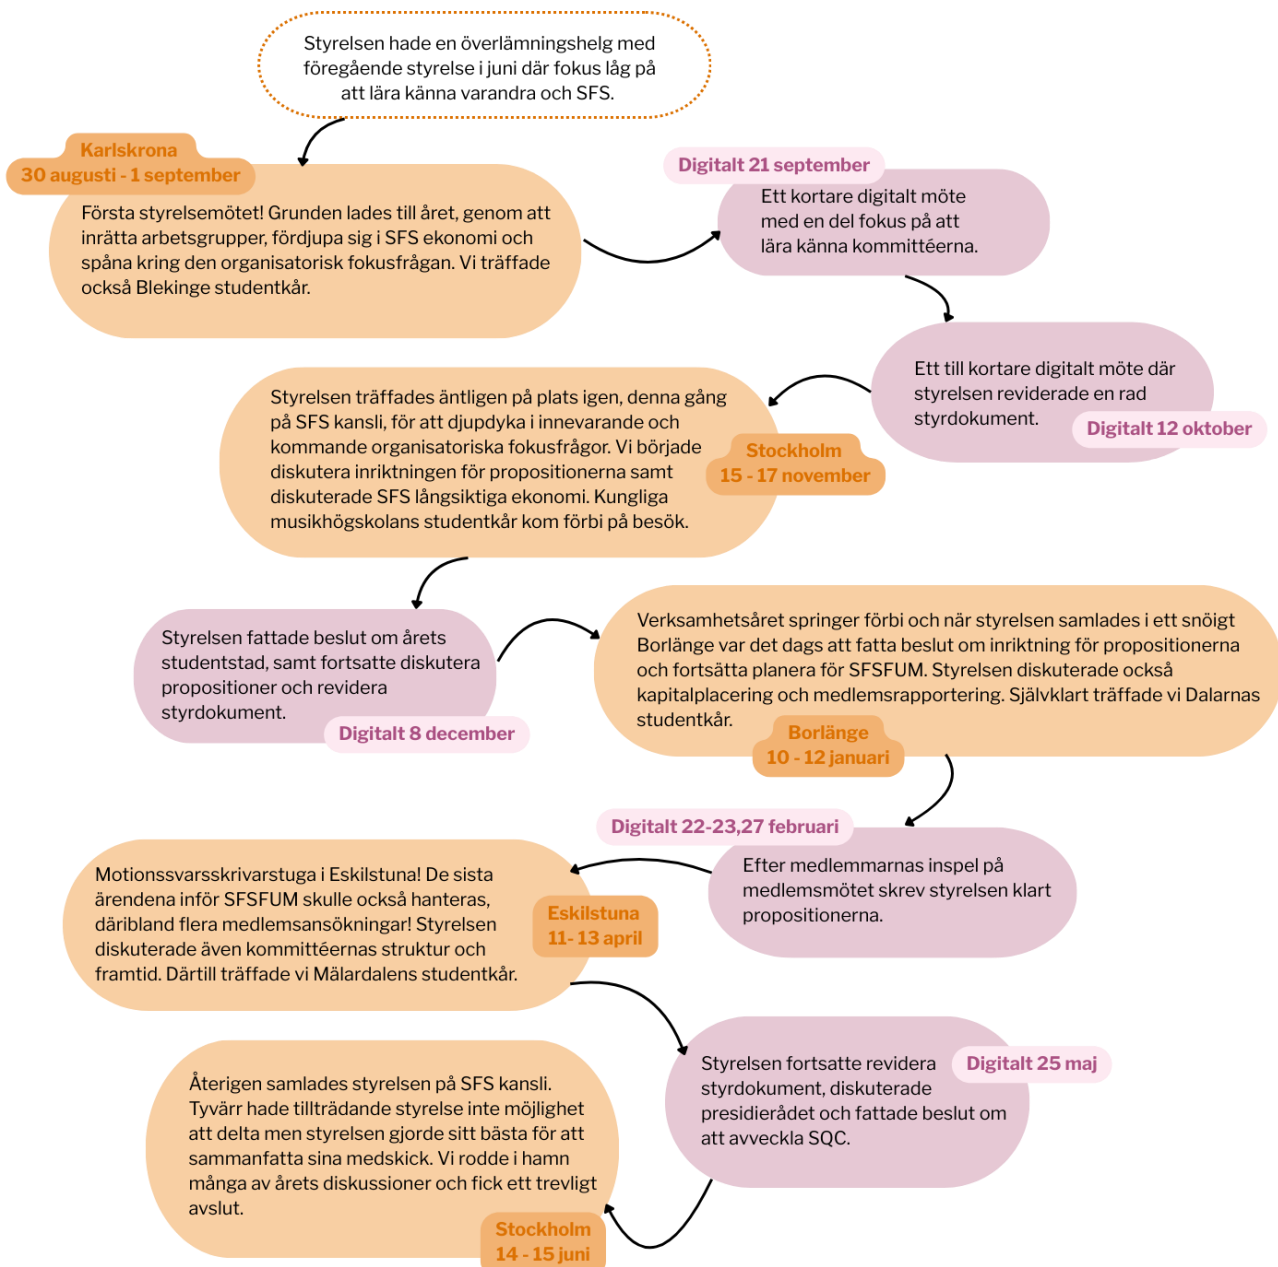 Styrelsen hade en överlämningshelg med
föregående styrelse i juni där fokus låg på
att lära känna varandra och SFS.
Karlskrona
30 augusti - 1 september
Första styrelsemötet! Grunden lades till året, genom att
inrätta arbetsgrupper, fördjupa sig i SFS ekonomi och
spåna kring den organisatorisk fokusfrågan. Vi träffade
också Blekinge studentkår.
Digitalt 21 september
Ett kortare digitalt möte
med en del fokus på att
lära känna kommittéerna.
Ett till kortare digitalt möte där
styrelsen reviderade en rad
styrdokument.
Digitalt 12 oktober
Styrelsen träffades äntligen på plats igen, denna gång
på SFS kansli, för att djupdyka i innevarande och
kommande organisatoriska fokusfrågor. Vi började
diskutera inriktningen för propositionerna samt
diskuterade SFS långsiktiga ekonomi. Kungliga
musikhögskolans studentkår kom förbi på besök.
Stockholm
15 - 17 november
Styrelsen fattade beslut om årets
studentstad, samt fortsatte diskutera
propositioner och revidera
styrdokument.
Digitalt 8 december
Verksamhetsåret springer förbi och när styrelsen samlades i ett snöigt
Borlänge var det dags att fatta beslut om inriktning för propositionerna
och fortsätta planera för SFSFUM. Styrelsen diskuterade också
kapitalplacering och medlemsrapportering. Självklart träffade vi Dalarnas
studentkår.
Borlänge
10 - 12 januari
Digitalt 22-23,27 februari
Efter medlemmarnas inspel på
medlemsmötet skrev styrelsen klart
propositionerna.
Motionssvarsskrivarstuga i Eskilstuna! De sista
ärendena inför SFSFUM skulle också hanteras,
däribland flera medlemsansökningar! Styrelsen
diskuterade även kommittéernas struktur och
framtid. Därtill träffade vi Mälardalens studentkår.
Eskilstuna
11- 13 april
Styrelsen fortsatte revidera
styrdokument, diskuterade
presidierådet och fattade beslut om
att avveckla SQC.
Digitalt 25 maj
Återigen samlades styrelsen på SFS kansli.
Tyvärr hade tillträdande styrelse inte möjlighet
att delta men styrelsen gjorde sitt bästa för att
sammanfatta sina medskick. Vi rodde i hamn
många av årets diskussioner och fick ett trevligt
avslut.
Stockholm
14 - 15 juni